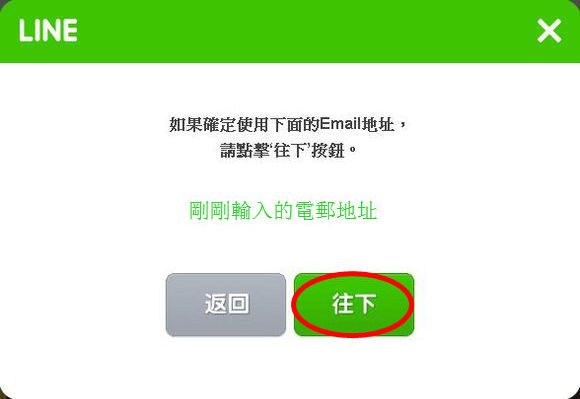 LINE
如果確定使用下面的Email地址，
請點擊‘往下’按鈕。
剛剛輸入的電郵地址
返回
往下